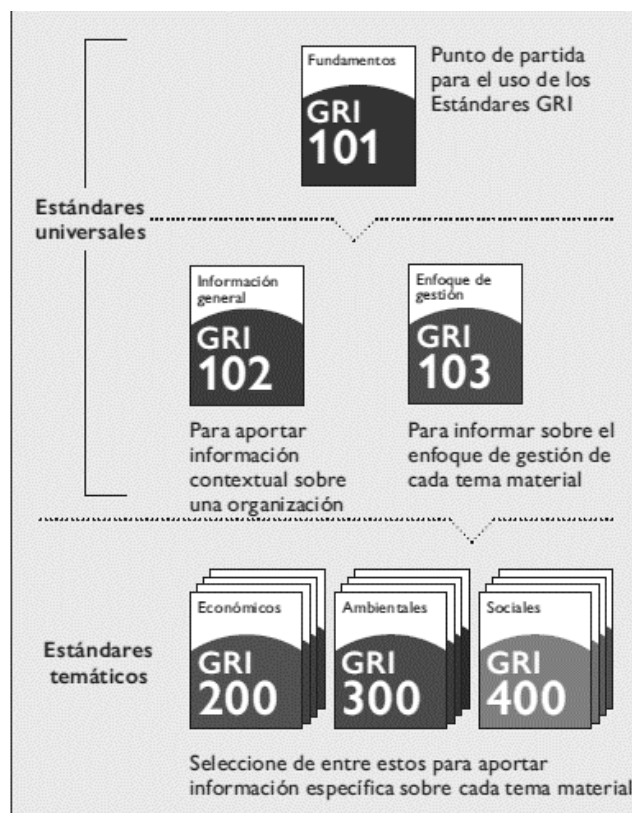 Fundamentos
GRI
101
Punto de partida
para el uso de los
Estándares GRI
Estándares
universales
Información
general
GRI
102
Para aportar
información
contextual sobre
una organización
Enfoque de
gestión
GRI
103
Para informar sobre el
enfoque de gestión de
cada tema material
Estándares
temáticos
Económicos
GRI
200
Ambientales
GRI
300
Sociales
GRI
400
Seleccione de entre estos para aportar
información específica sobre cada tema material